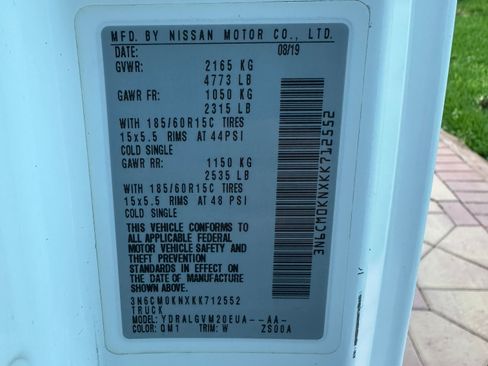 MFD. BY NISSAN MOTOR CO., LTD.
DATE: 08/19
GVWR: 2165 KG
4773 LB
GAWR FR: 1050 KG
2315 LB
WITH 185/60R15C TIRES
15x5.5 RIMS AT 44PSI
COLD SINGLE
GAWR RR: 1150 KG
2535 LB
WITH 185/60R15C TIRES
15x5.5 RIMS AT 48 PSI
COLD SINGLE
THIS VEHICLE CONFORMS TO
ALL APPLICABLE FEDERAL
MOTOR VEHICLE SAFETY AND
THEFT PREVENTION
STANDARDS IN EFFECT ON
THE DATE OF MANUFACTURE
SHOWN ABOVE.
3N6CM0KNXKK712552
TRUCK
MODEL: YDRALGVM20EUA--AA-
COLOR: QM1 TRIM: W ZS00A
3N6CM0KNXKK712552